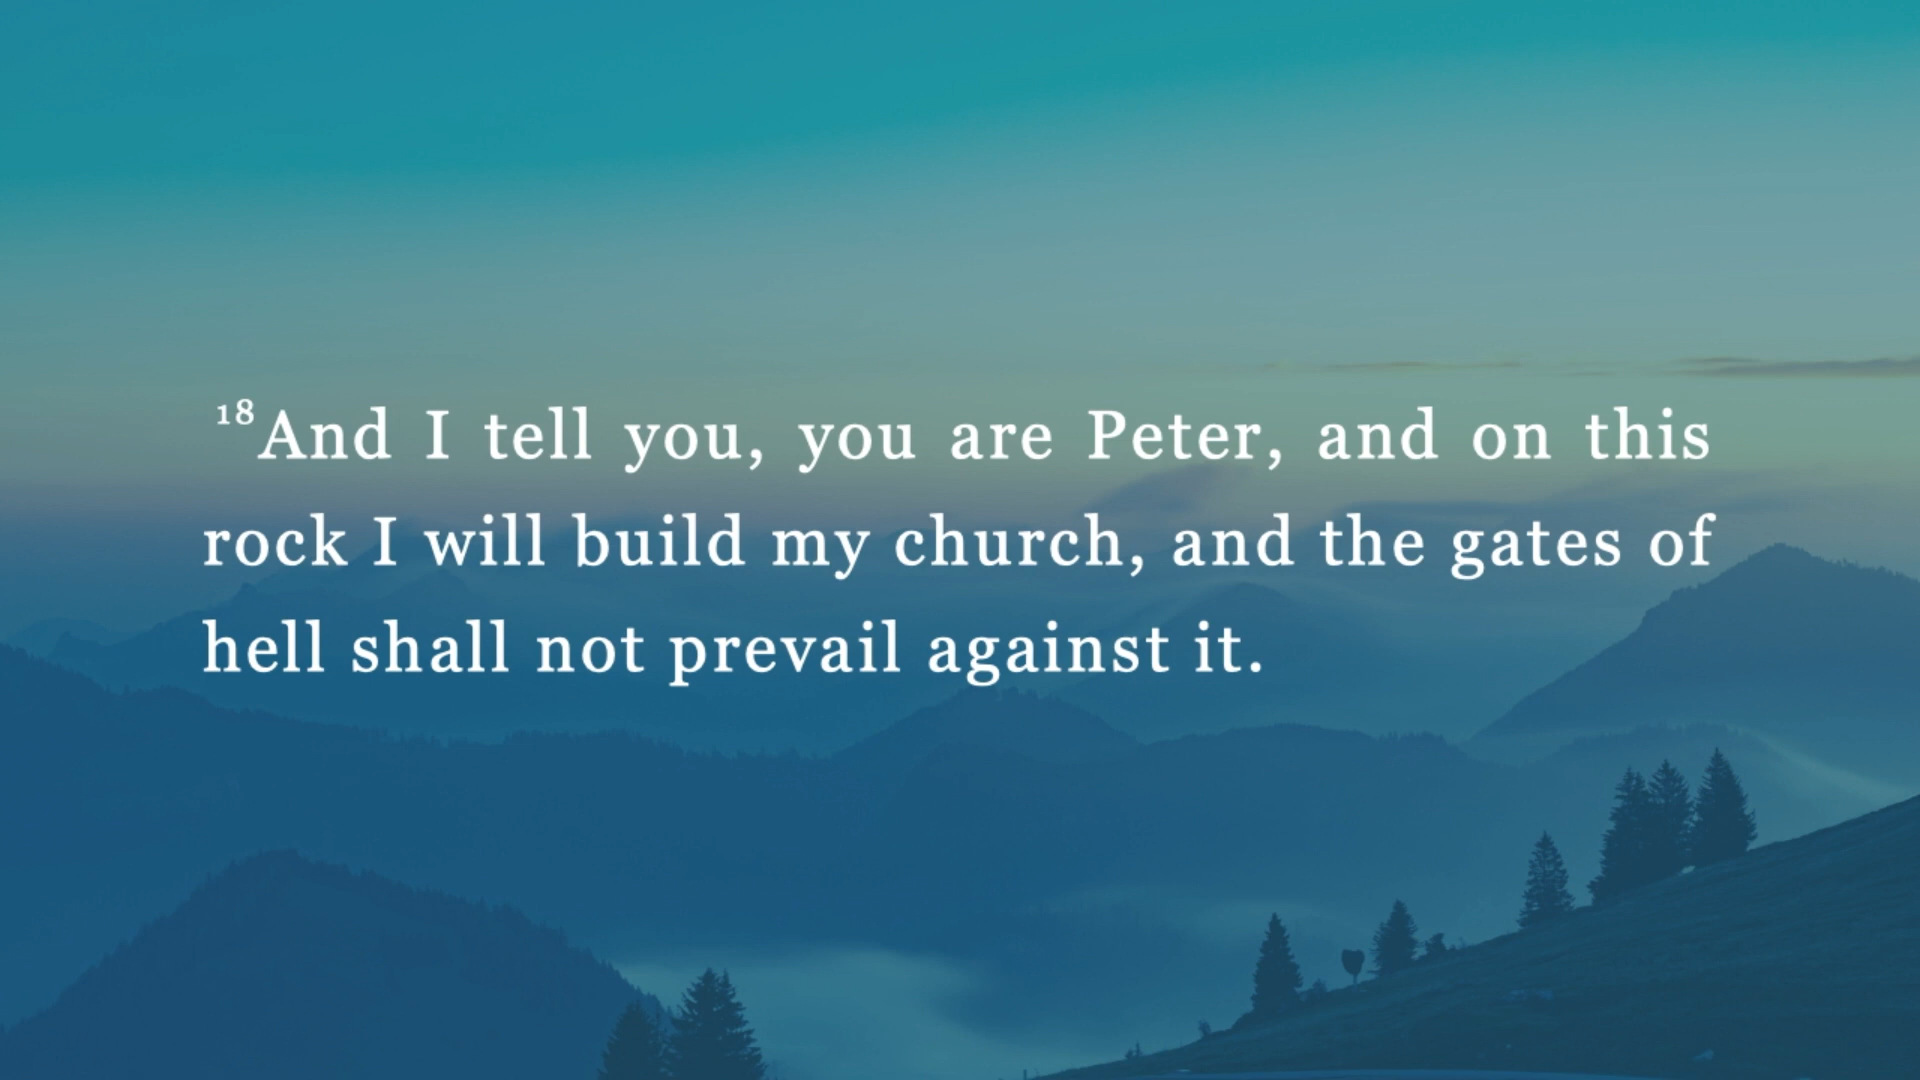 18And I tell you, you are Peter, and on this
rock I will build my church, and the gates of
hell shall not prevail against it.